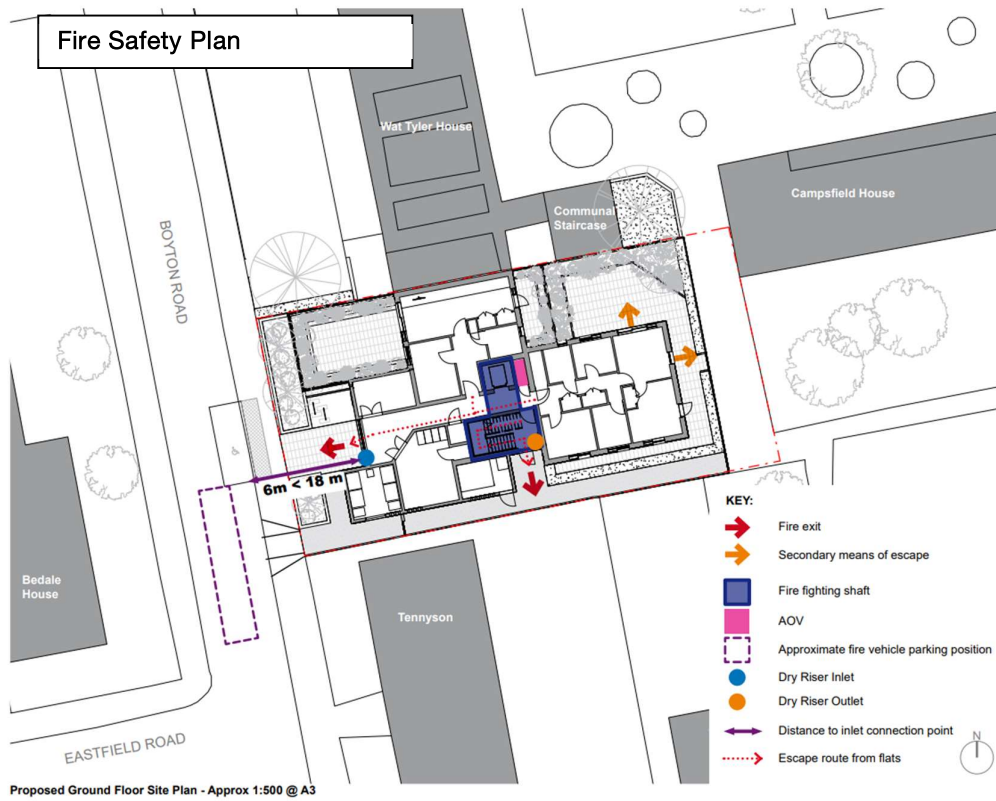 Fire Safety Plan
Wat Tyler House
Campsfield House
Communal
Staircase
BOYTON ROAD
6m < 18 m
Bedale
House
Tennyson
EASTFIELD ROAD
KEY:
Fire exit
Secondary means of escape
Fire fighting shaft
AOV
Approximate fire vehicle parking position
Dry Riser Inlet
Dry Riser Outlet
Distance to inlet connection point
Escape route from flats
N
Proposed Ground Floor Site Plan - Approx 1:500 @ A3